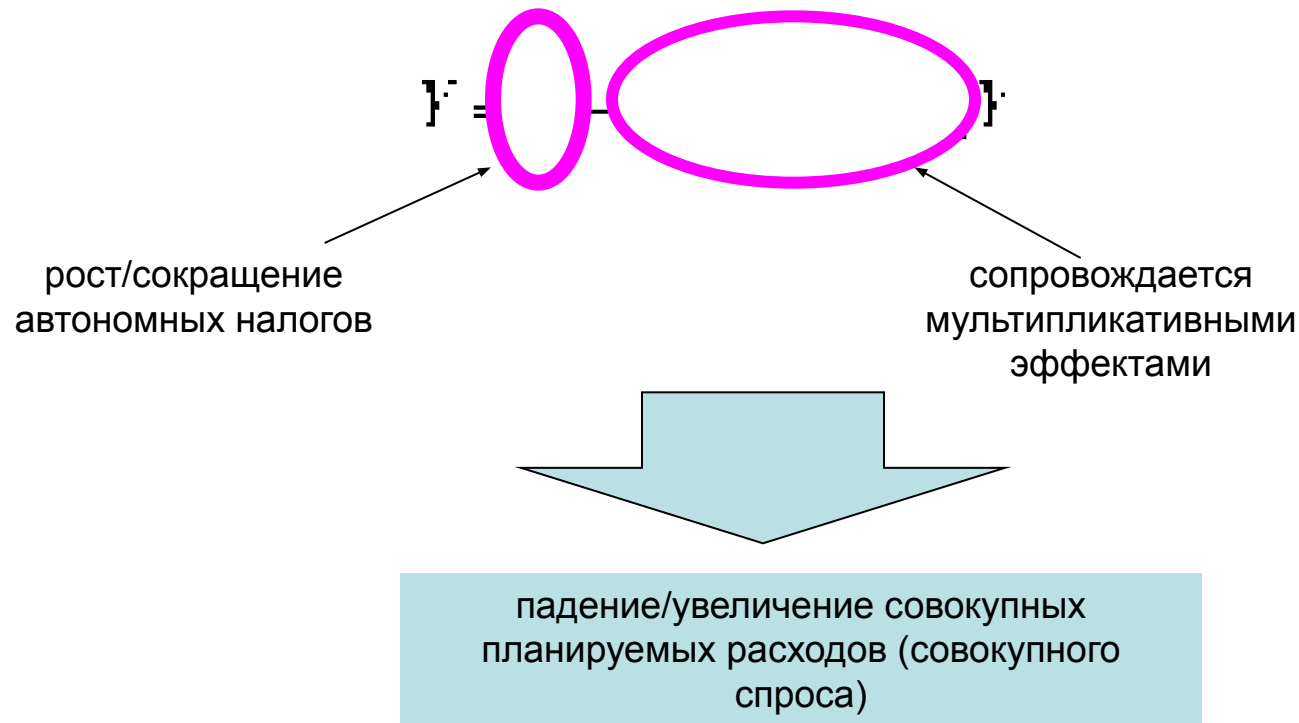 рост/сокращение
автономных налогов
сопровождается
мультипликативными
эффектами
падение/увеличение совокупных
планируемых расходов (совокупного
спроса)